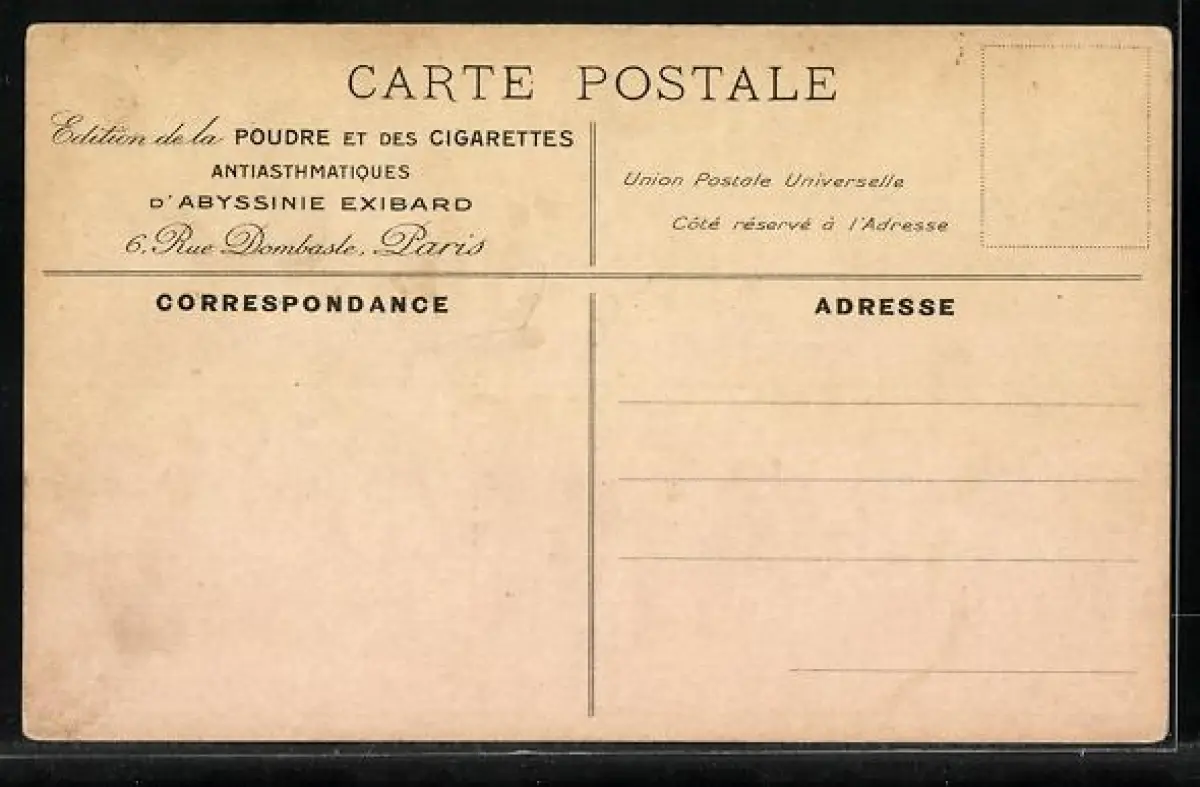 CARTE POSTALE
Edition de la POUDRE ET DES CIGARETTES
ANTIASTHMATIQUES
D'ABYSSINIE EXIBARD
6, Rue Dombasle, Paris
Union Postale Universelle
Côté réservé à l'Adresse
CORRESPONDANCE
ADRESSE